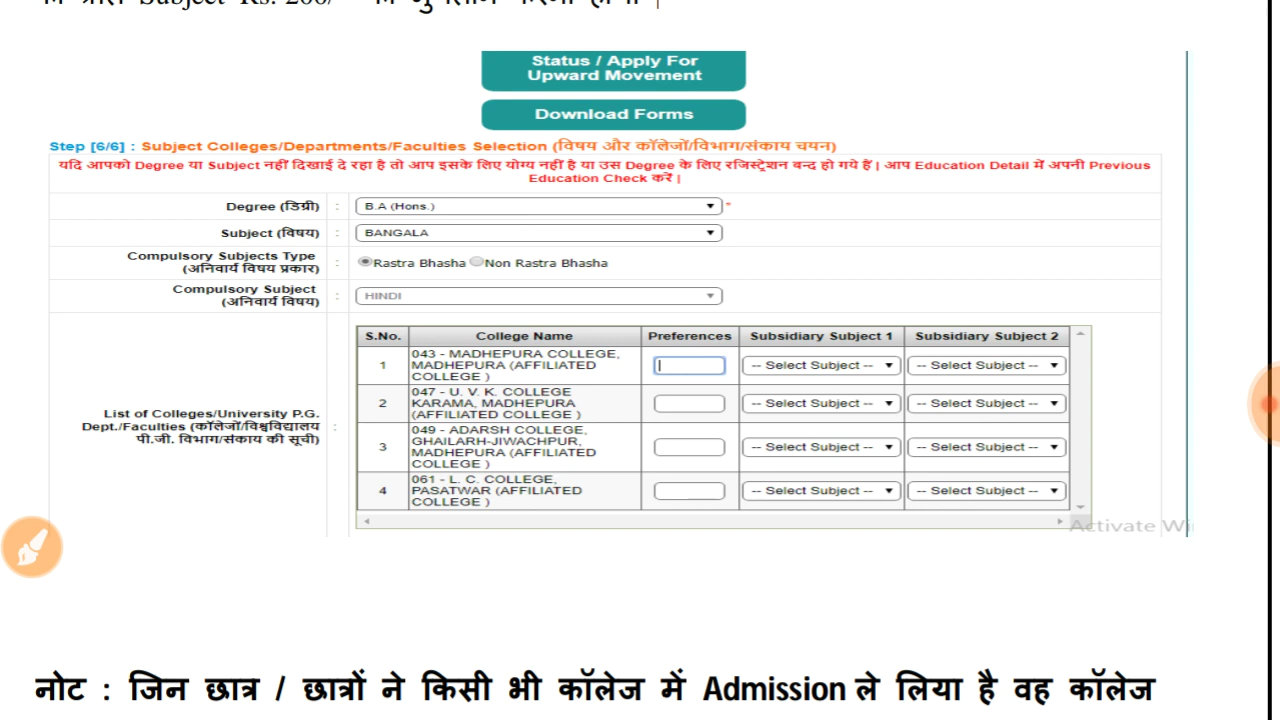 Subject Rs. 200/-
Status / Apply For
Upward Movement
Download Forms
Step [6/6] : Subject Colleges/Departments/Faculties Selection (विषय और कॉलेजों/विभाग/संकाय चयन)
यदि आपको Degree या Subject नहीं दिखाई दे रहा है तो आप इसके लिए योग्य नहीं है या उस Degree के लिए रजिस्ट्रेशन बन्द हो गये हैं | आप Education Detail में अपनी Previous
Education Check करें |
Degree (डिग्री) : B.A (Hons.) *
Subject (विषय) : BANGALA
Compulsory Subjects Type
(अनिवार्य विषय प्रकार) : Rastra Bhasha Non Rastra Bhasha
Compulsory Subject
(अनिवार्य विषय) : HINDI
List of Colleges/University P.G.
Dept./Faculties (कॉलेजों/विश्वविद्यालय
पी.जी. विभाग/संकाय की सूची) :
S.No. College Name Preferences Subsidiary Subject 1 Subsidiary Subject 2
1 043 - MADHEPURA COLLEGE,
MADHEPURA (AFFILIATED
COLLEGE )
-- Select Subject -- -- Select Subject --
2 047 - U. V. K. COLLEGE
KARAMA, MADHEPURA
(AFFILIATED COLLEGE )
-- Select Subject -- -- Select Subject --
3 049 - ADARSH COLLEGE,
GHAILARH-JIWACHPUR,
MADHEPURA (AFFILIATED
COLLEGE )
-- Select Subject -- -- Select Subject --
4 061 - L. C. COLLEGE,
PASATWAR (AFFILIATED
COLLEGE )
-- Select Subject -- -- Select Subject --
Activate Wi
नोट : जिन छात्र / छात्रों ने किसी भी कॉलेज में Admission ले लिया है वह कॉलेज